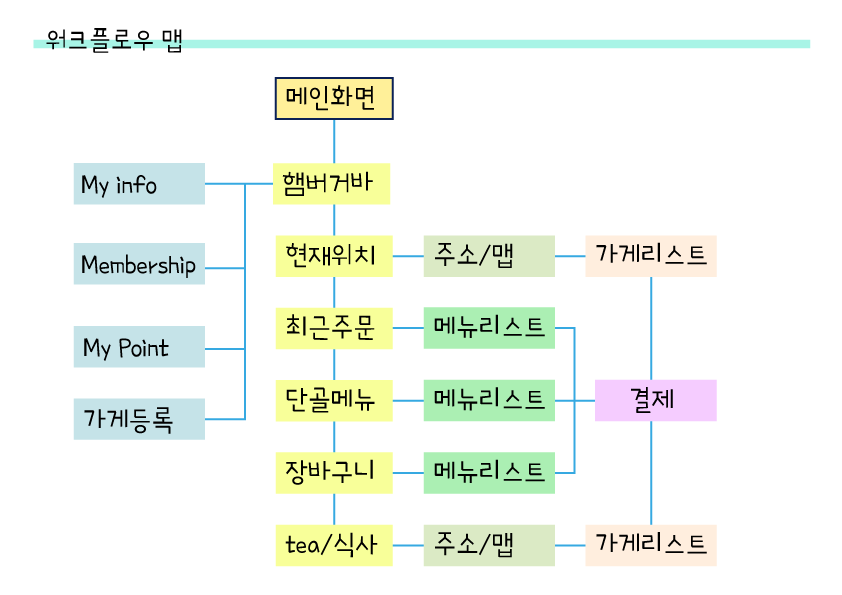 워크플로우 맵
메인화면
My info
햄버거바
현재위치
주소/맵
가게리스트
Membership
최근주문
메뉴리스트
My Point
단골메뉴
메뉴리스트
결제
가게등록
장바구니
메뉴리스트
tea/식사
주소/맵
가게리스트